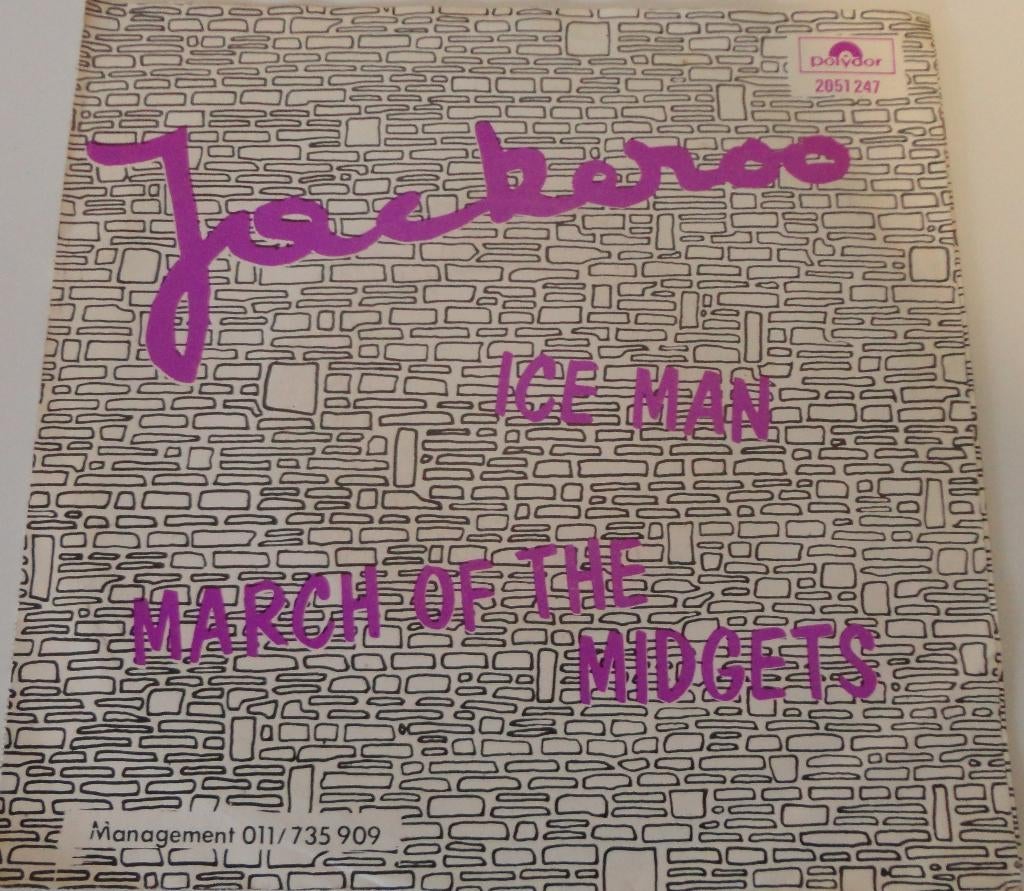 polydor
2051 247
Jackeroo
ICE MAN
MARCH OF THE
MIDGETS
Management 011/735 909